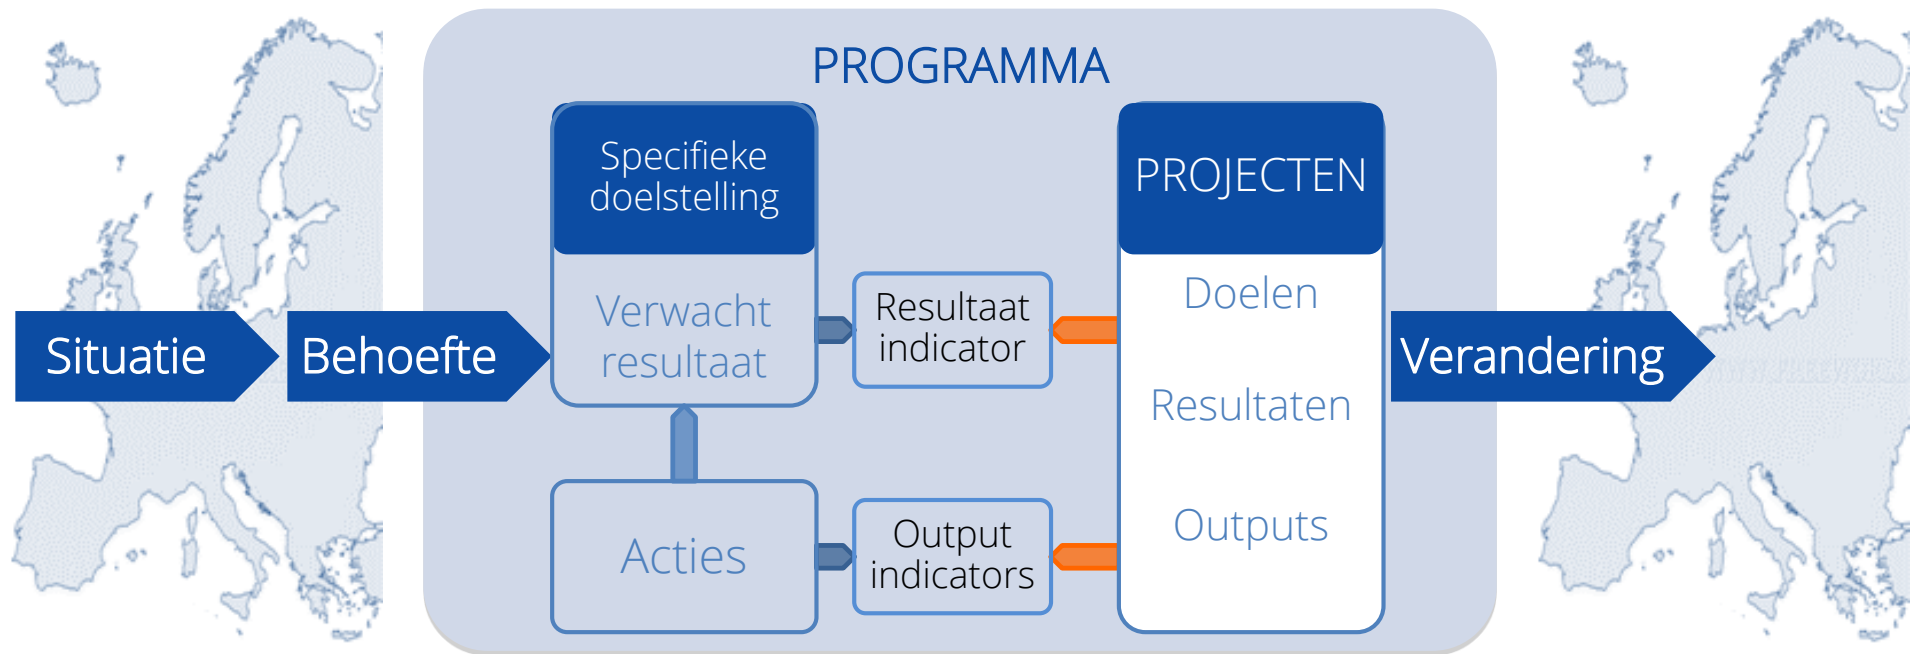 PROGRAMMA
Specifieke
doelstelling
PROJECTEN
Situatie
Behoefte
Verwacht
resultaat
Resultaat
indicator
Doelen
Resultaten
Outputs
Verandering
Acties
Output
indicators